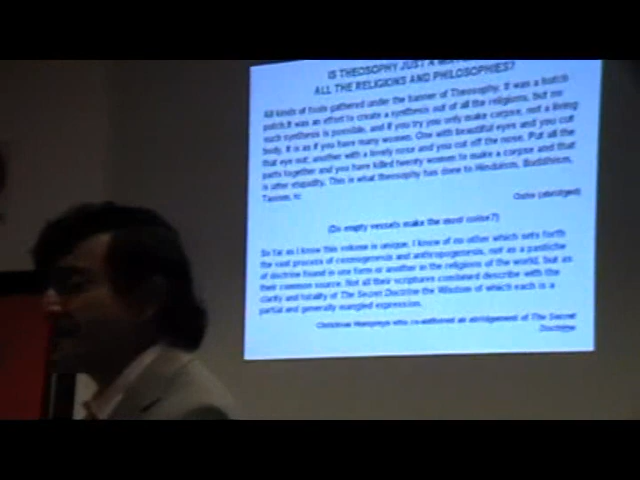 IS THEOSOPHY JUST A
ALL THE RELIGIONS AND PHILOSOPHIES?
All kinds of fools gathered under the banner of Theosophy. It was a hotch
potch.It was an effort to create a synthesis out of all the religions, but no
such synthesis is possible, and if you try you only make corpse, not a living
body. It is as if you have many women. One with beautiful eyes and you cut
that eye out; another with a lovely nose and you cut off the nose. Put all the
parts together and you have killed twenty women to make a corpse and that
is utter stupidity. This is what theosophy has done to Hinduism, Buddhism,
Taoism,
Osho (abridged)
(Do empty vessels make the most noise?)
So far as I know this volume is unique. I know of no other which sets forth
the vast process of cosmogenesis and anthropogenesis, not as a pastiche
of doctrine found in one form or another in the religions of the world, but as
their common source. Not all their scriptures combined describe with the
clarity and totality of The Secret Doctrine the Wisdom of which each is a
partial and generally mangled expression.
Christmas Humphreys who co-authored an abridgement of The Secret
Doctrine